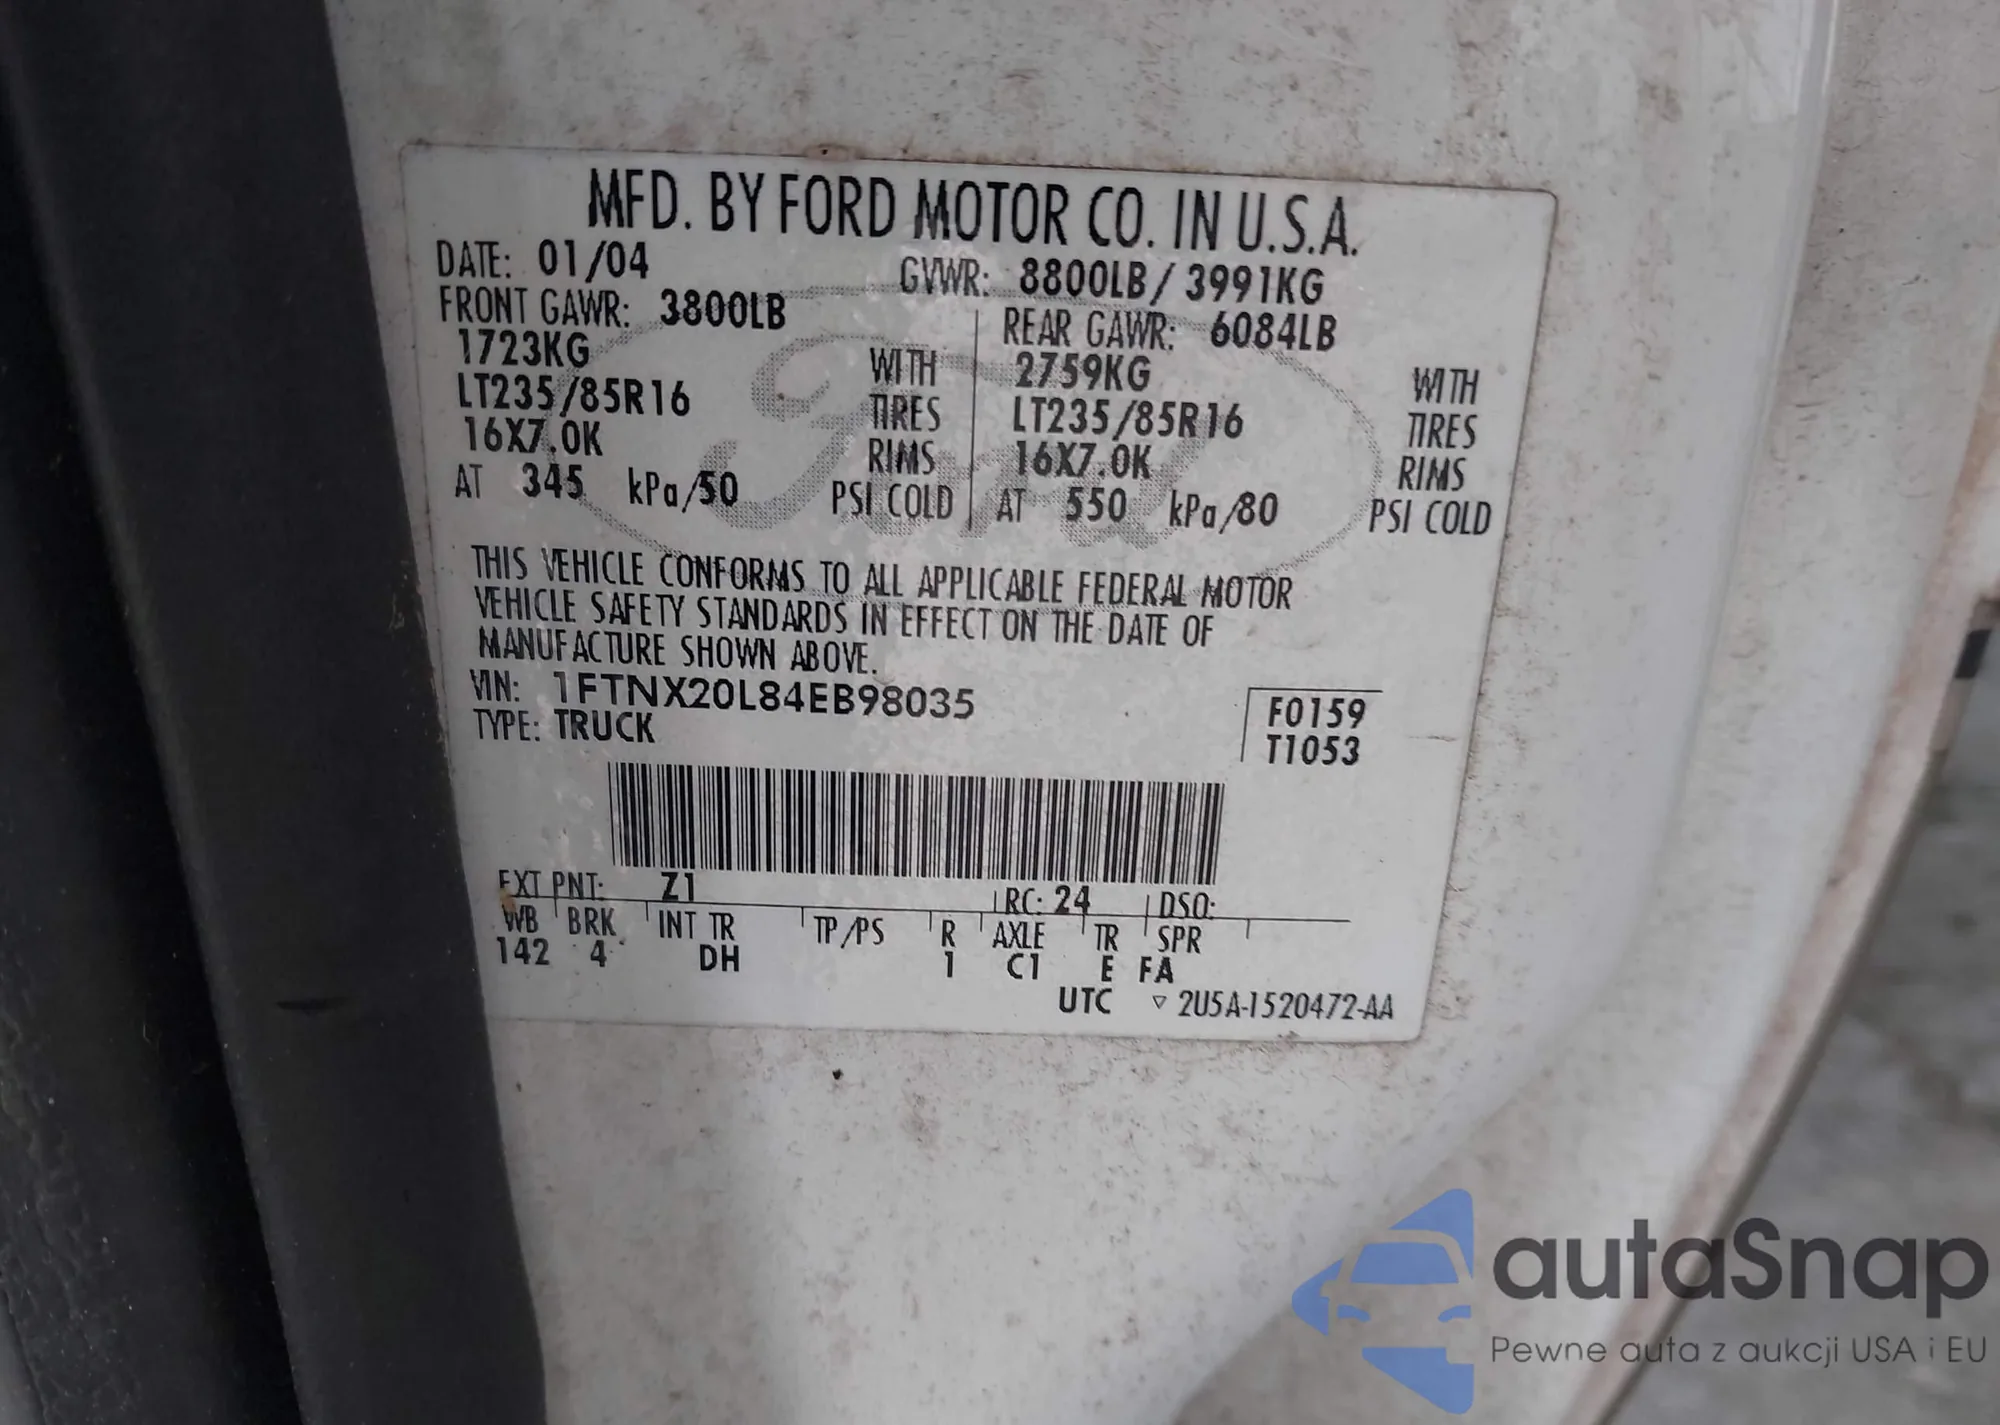 MFD. BY FORD MOTOR CO. IN U.S.A.
DATE: 01/04 GVWR: 8800LB / 3991KG
FRONT GAWR: 3800LB REAR GAWR: 6084LB
1723KG WITH 2759KG WITH
LT235/85R16 TIRES LT235/85R16 TIRES
16X7.0K RIMS 16X7.0K RIMS
AT 345 kPa/50 PSI COLD AT 550 kPa/80 PSI COLD
Ford
THIS VEHICLE CONFORMS TO ALL APPLICABLE FEDERAL MOTOR
VEHICLE SAFETY STANDARDS IN EFFECT ON THE DATE OF
MANUFACTURE SHOWN ABOVE.
VIN: 1FTNX20L84EB98035
TYPE: TRUCK
F0159
T1053
EXT PNT: Z1 RC: 24 DSO:
WB BRK INT TR TP/PS R AXLE TR SPR
142 4 DH 1 C1 E FA
UTC ▽ 2U5A-1520472-AA
autaSnap
Pewne auta z aukcji USA i EU